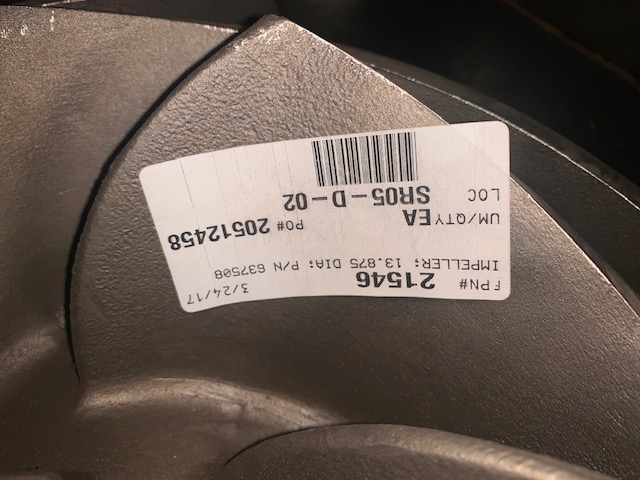 FPN# 21546 3/24/17
IMPELLER; 13.875 DIA; P/N 637508
UM/QTY EA PO# 20512458
LOC SR05-D-02